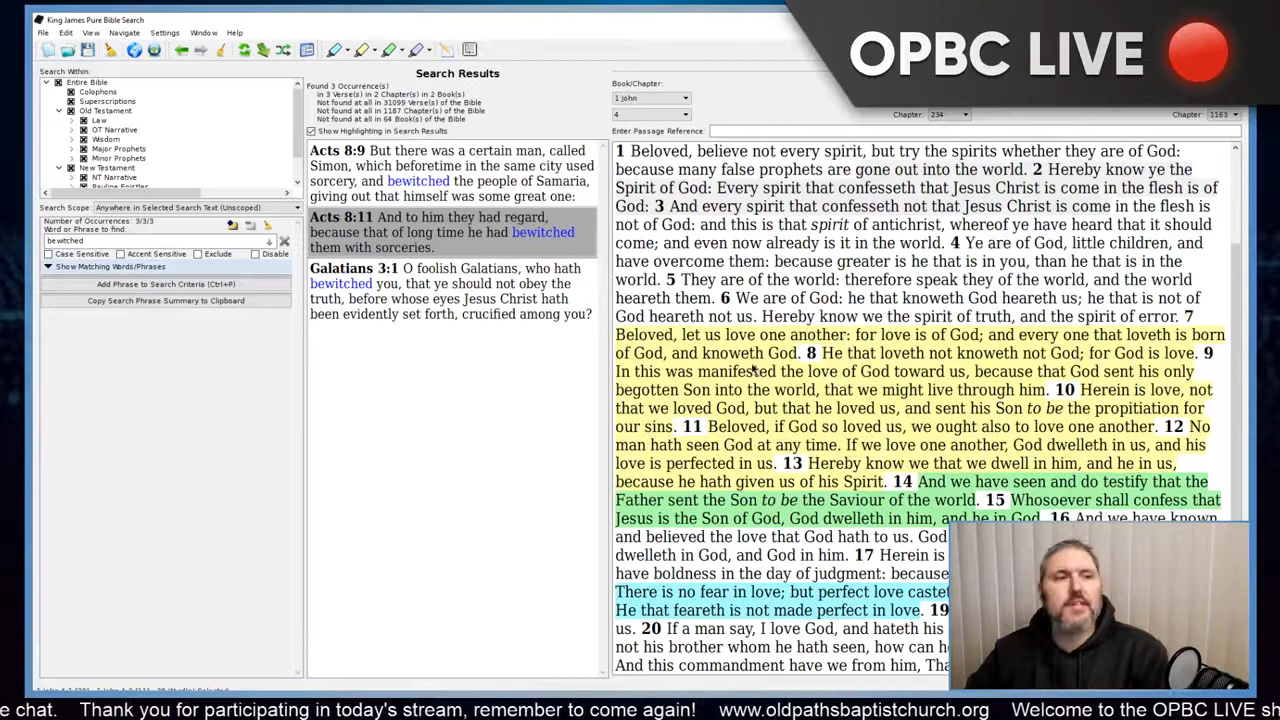 King James Pure Bible Search
OPBC LIVE
File Edit View Navigate Settings Window Help
Search Within:
Entire Bible
Colophons
Superscriptions
Old Testament
Law
OT Narrative
Wisdom
Major Prophets
Minor Prophets
New Testament
NT Narrative
Pauline Epistles
Search Scope: Anywhere in Selected Search Text (Unscoped)
Number of Occurrences: 3/3/3
Word or Phrase to find:
bewitched
Case Sensitive Accent Sensitive Exclude Disable
Show Matching Words/Phrases
Add Phrase to Search Criteria (Ctrl+P)
Copy Search Phrase Summary to Clipboard
Search Results
Found 3 Occurrence(s)
in 3 Verse(s) in 2 Chapter(s) in 2 Book(s)
Not found at all in 31099 Verse(s) of the Bible
Not found at all in 1187 Chapter(s) of the Bible
Not found at all in 64 Book(s) of the Bible
Show Highlighting in Search Results
Acts 8:9 But there was a certain man, called
Simon, which beforetime in the same city used
sorcery, and bewitched the people of Samaria,
giving out that himself was some great one:
Acts 8:11 And to him they had regard,
because that of long time he had bewitched
them with sorceries.
Galatians 3:1 O foolish Galatians, who hath
bewitched you, that ye should not obey the
truth, before whose eyes Jesus Christ hath
been evidently set forth, crucified among you?
Book/Chapter:
1 John
4
Chapter: 234
Chapter: 1163
Enter Passage Reference:
1 Beloved, believe not every spirit, but try the spirits whether they are of God:
because many false prophets are gone out into the world. 2 Hereby know ye the
Spirit of God: Every spirit that confesseth that Jesus Christ is come in the flesh is of
God: 3 And every spirit that confesseth not that Jesus Christ is come in the flesh is
not of God: and this is that spirit of antichrist, whereof ye have heard that it should
come; and even now already is it in the world. 4 Ye are of God, little children, and
have overcome them: because greater is he that is in you, than he that is in the
world. 5 They are of the world: therefore speak they of the world, and the world
heareth them. 6 We are of God: he that knoweth God heareth us; he that is not of
God heareth not us. Hereby know we the spirit of truth, and the spirit of error. 7
Beloved, let us love one another: for love is of God; and every one that loveth is born
of God, and knoweth God. 8 He that loveth not knoweth not God; for God is love. 9
In this was manifested the love of God toward us, because that God sent his only
begotten Son into the world, that we might live through him. 10 Herein is love, not
that we loved God, but that he loved us, and sent his Son to be the propitiation for
our sins. 11 Beloved, if God so loved us, we ought also to love one another. 12 No
man hath seen God at any time. If we love one another, God dwelleth in us, and his
love is perfected in us. 13 Hereby know we that we dwell in him, and he in us,
because he hath given us of his Spirit. 14 And we have seen and do testify that the
Father sent the Son to be the Saviour of the world. 15 Whosoever shall confess that
Jesus is the Son of God, God dwelleth in him, and he in God. 16 And we have known
and believed the love that God hath to us. God
dwelleth in God, and God in him. 17 Herein is
have boldness in the day of judgment: because
There is no fear in love; but perfect love caste
He that feareth is not made perfect in love. 19
us. 20 If a man say, I love God, and hateth his
not his brother whom he hath seen, how can h
And this commandment have we from him, Tha
e chat. Thank you for participating in today's stream, remember to come again! www.oldpathsbaptistchurch.org Welcome to the OPBC LIVE sh